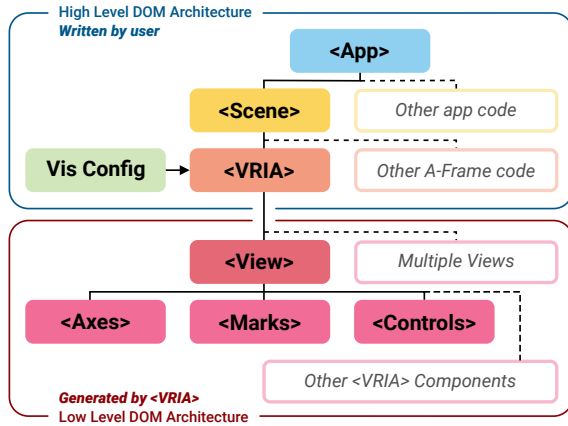 High Level DOM Architecture
Written by user
<App>
<Scene>
Other app code
Vis Config
<VRIA>
Other A-Frame code
<View>
Multiple Views
<Axes>
<Marks>
<Controls>
Other <VRIA> Components
Generated by <VRIA>
Low Level DOM Architecture